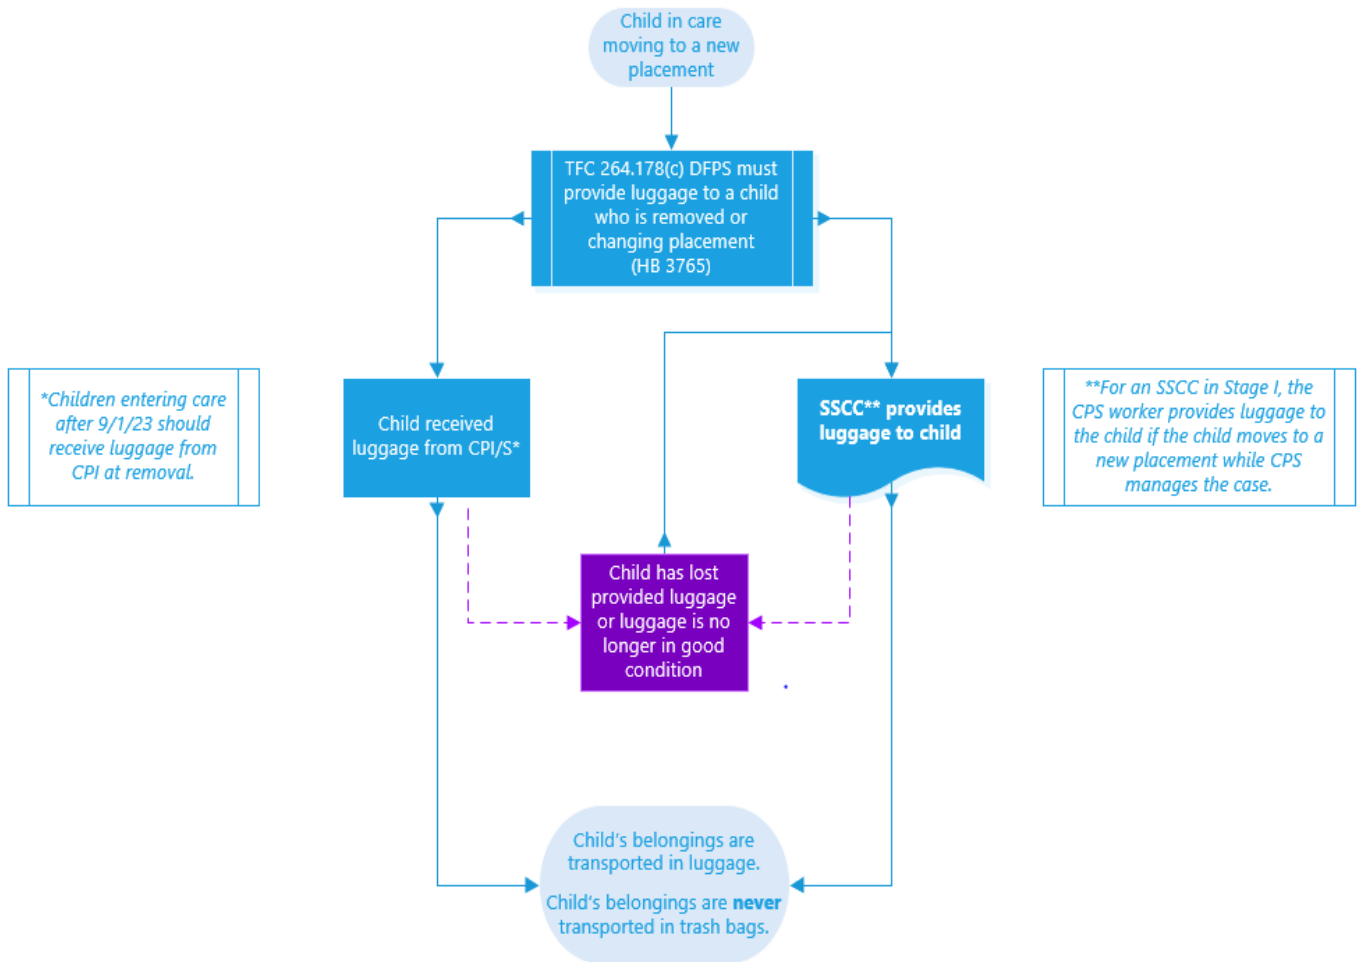 Child in care
moving to a new
placement
TFC 264.178(c) DFPS must
provide luggage to a child
who is removed or
changing placement
(HB 3765)
*Children entering care
after 9/1/23 should
receive luggage from
CPI at removal.
Child received
luggage from CPI/S*
SSCC** provides
luggage to child
**For an SSCC in Stage I, the
CPS worker provides luggage to
the child if the child moves to a
new placement while CPS
manages the case.
Child has lost
provided luggage
or luggage is no
longer in good
condition
Child's belongings are
transported in luggage.
Child's belongings are never
transported in trash bags.